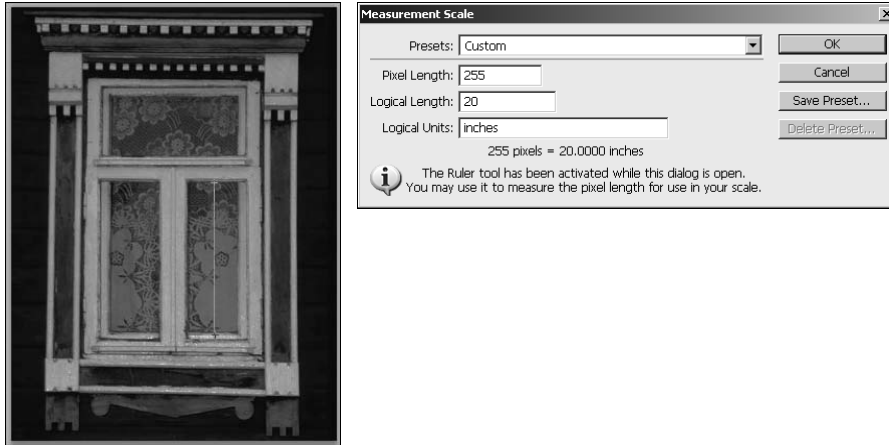 Measurement Scale
Presets: Custom
OK
Pixel Length: 255
Cancel
Logical Length: 20
Save Preset...
Logical Units: inches
Delete Preset...
255 pixels = 20.0000 inches
The Ruler tool has been activated while this dialog is open.
You may use it to measure the pixel length for use in your scale.